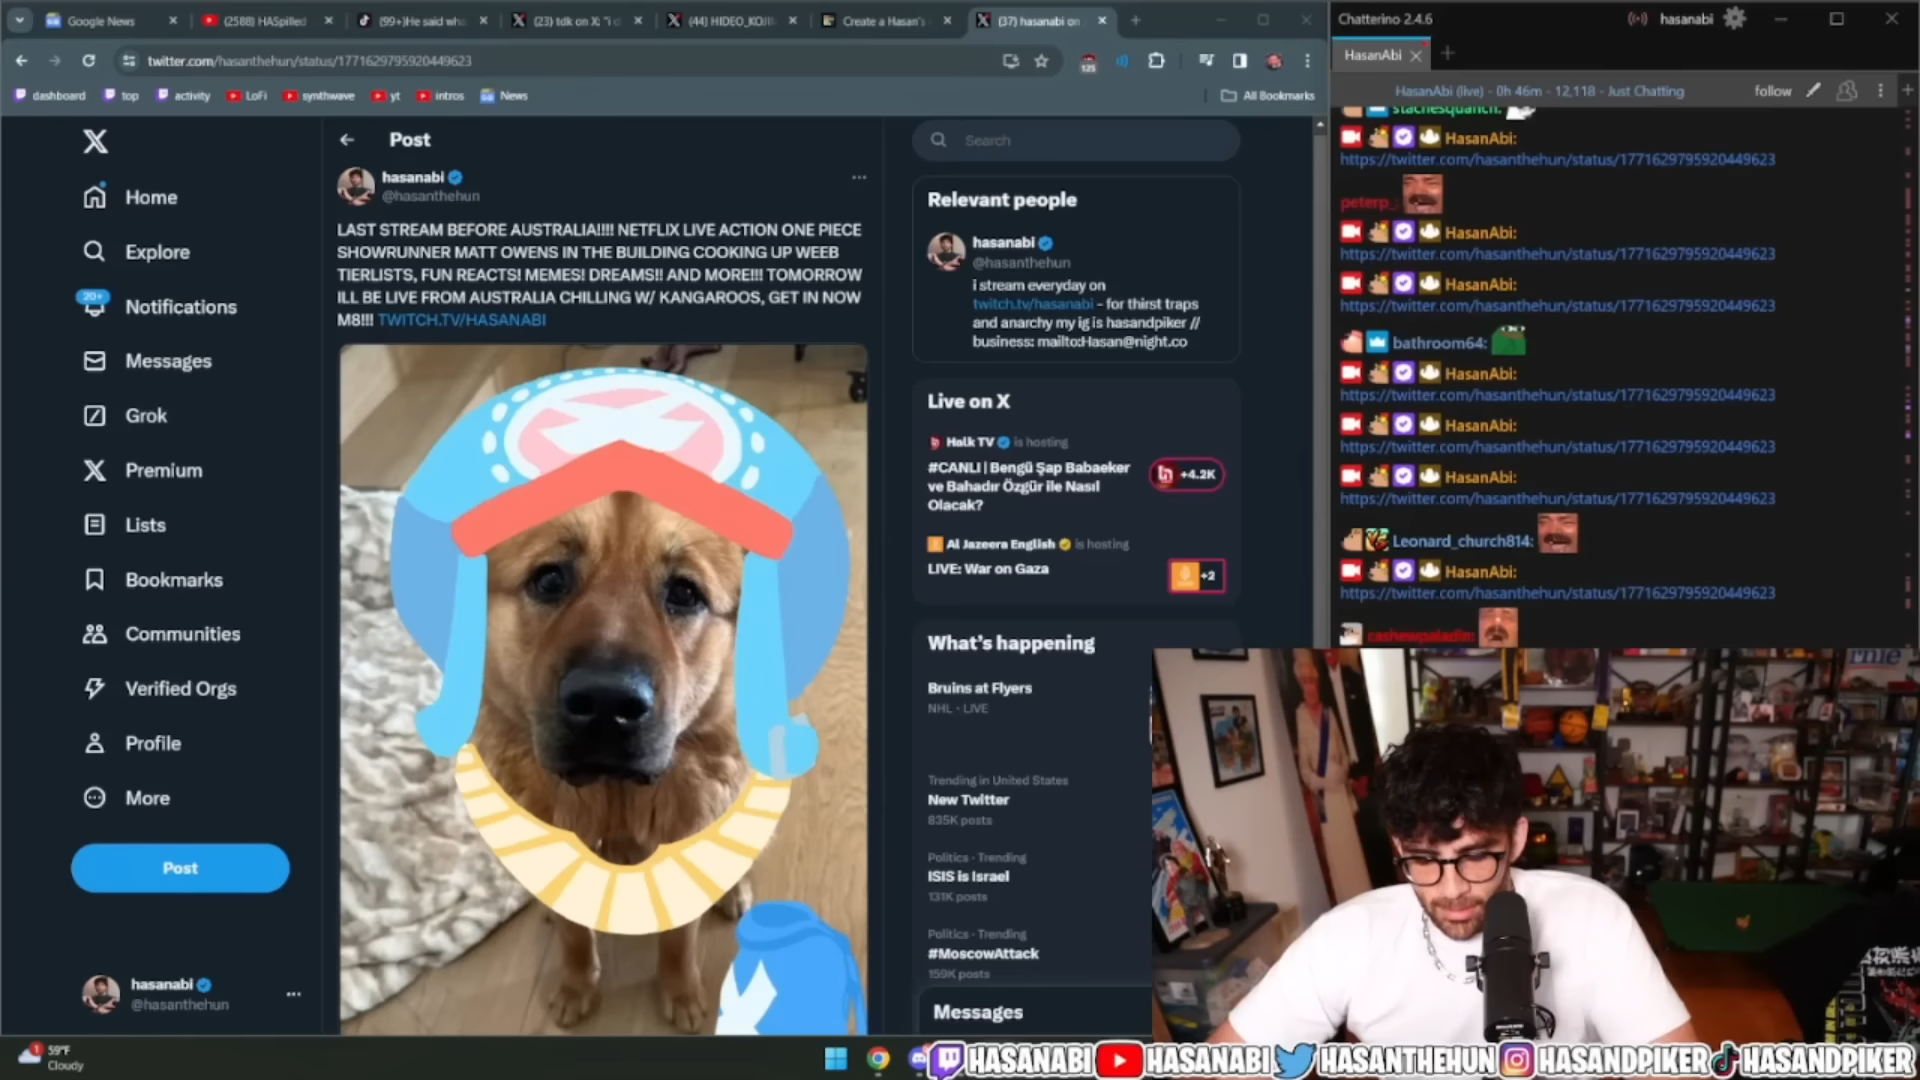 Google News
(2588) HASpilled
(99+)He said wha
(23) tdk on X: "i d
(44) HIDEO_KOJI
Create a Hasan's
(37) hasanabi on
Chatterino 2.4.6
hasanabi
twitter.com/hasanthehun/status/1771629795920449623
125
HasanAbi
dashboard
top
activity
LoFi
synthwave
yt
intros
News
All Bookmarks
HasanAbi (live) - 0h 46m - 12,118 - Just Chatting
follow
Home
Explore
20+
Notifications
Messages
Grok
Premium
Lists
Bookmarks
Communities
Verified Orgs
Profile
More
Post
hasanabi
@hasanthehun
Post
hasanabi
@hasanthehun
LAST STREAM BEFORE AUSTRALIA!!!! NETFLIX LIVE ACTION ONE PIECE
SHOWRUNNER MATT OWENS IN THE BUILDING COOKING UP WEEB
TIERLISTS, FUN REACTS! MEMES! DREAMS!! AND MORE!!! TOMORROW
ILL BE LIVE FROM AUSTRALIA CHILLING W/ KANGAROOS, GET IN NOW
M8!!! TWITCH.TV/HASANABI
Search
Relevant people
hasanabi
@hasanthehun
i stream everyday on
twitch.tv/hasanabi - for thirst traps
and anarchy my ig is hasandpiker //
business: mailto:Hasan@night.co
Live on X
Halk TV is hosting
#CANLI | Bengü Şap Babaeker
ve Bahadır Özgür ile Nasıl
Olacak?
+4.2K
Al Jazeera English is hosting
LIVE: War on Gaza
+2
What's happening
Bruins at Flyers
NHL · LIVE
Trending in United States
New Twitter
835K posts
Politics · Trending
ISIS is Israel
131K posts
Politics · Trending
#MoscowAttack
159K posts
Messages
stachesquanch:
HasanAbi:
https://twitter.com/hasanthehun/status/1771629795920449623
peterp_:
HasanAbi:
https://twitter.com/hasanthehun/status/1771629795920449623
HasanAbi:
https://twitter.com/hasanthehun/status/1771629795920449623
bathroom64:
HasanAbi:
https://twitter.com/hasanthehun/status/1771629795920449623
HasanAbi:
https://twitter.com/hasanthehun/status/1771629795920449623
HasanAbi:
https://twitter.com/hasanthehun/status/1771629795920449623
Leonard_church814:
HasanAbi:
https://twitter.com/hasanthehun/status/1771629795920449623
cashewpaladin:
1
59°F
Cloudy
HASANABI HASANABI HASANTHEHUN HASANDPIKER HASANDPIKER